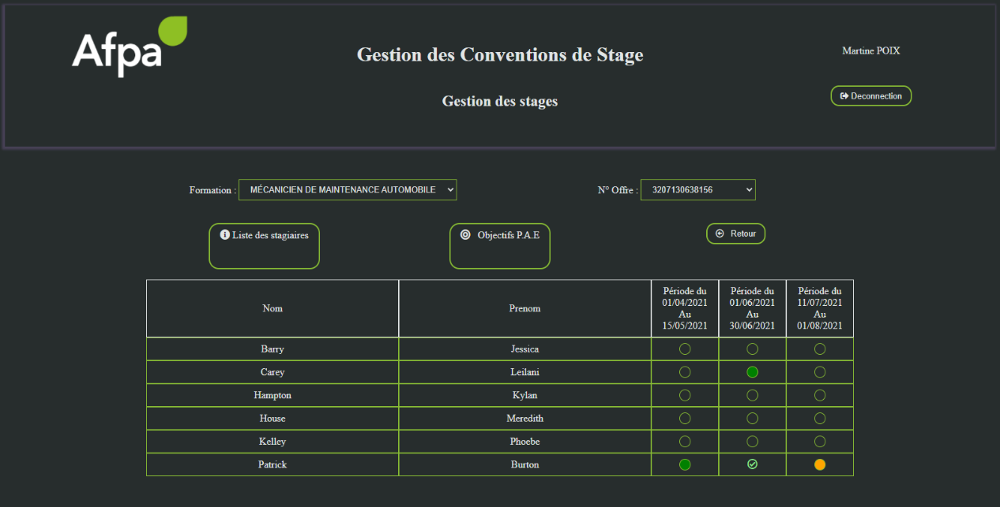 Afpa
Gestion des Conventions de Stage
Martine POIX
Gestion des stages
Deconnection
Formation : MÉCANICIEN DE MAINTENANCE AUTOMOBILE
N° Offre : 3207130638156
Liste des stagiaires
Objectifs P.A.E
Retour
Nom
Prenom
Période du
01/04/2021
Au
15/05/2021
Période du
01/06/2021
Au
30/06/2021
Période du
11/07/2021
Au
01/08/2021
Barry Jessica
Carey Leilani
Hampton Kylan
House Meredith
Kelley Phoebe
Patrick Burton